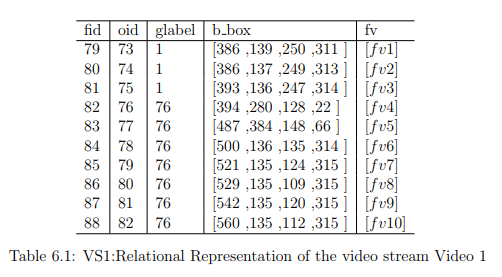 fid oid glabel b_box fv
79 73 1 [386 ,139 ,250 ,311 ] [fv1]
80 74 1 [386 ,137 ,249 ,313 ] [fv2]
81 75 1 [393 ,136 ,247 ,314 ] [fv3]
82 76 76 [394 ,280 ,128 ,22 ] [fv4]
83 77 76 [487 ,384 ,148 ,66 ] [fv5]
84 78 76 [500 ,136 ,135 ,314 ] [fv6]
85 79 76 [521 ,135 ,124 ,315 ] [fv7]
86 80 76 [529 ,135 ,109 ,315 ] [fv8]
87 81 76 [542 ,135 ,120 ,315 ] [fv9]
88 82 76 [560 ,135 ,112 ,315 ] [fv10]
Table 6.1: VS1:Relational Representation of the video stream Video 1